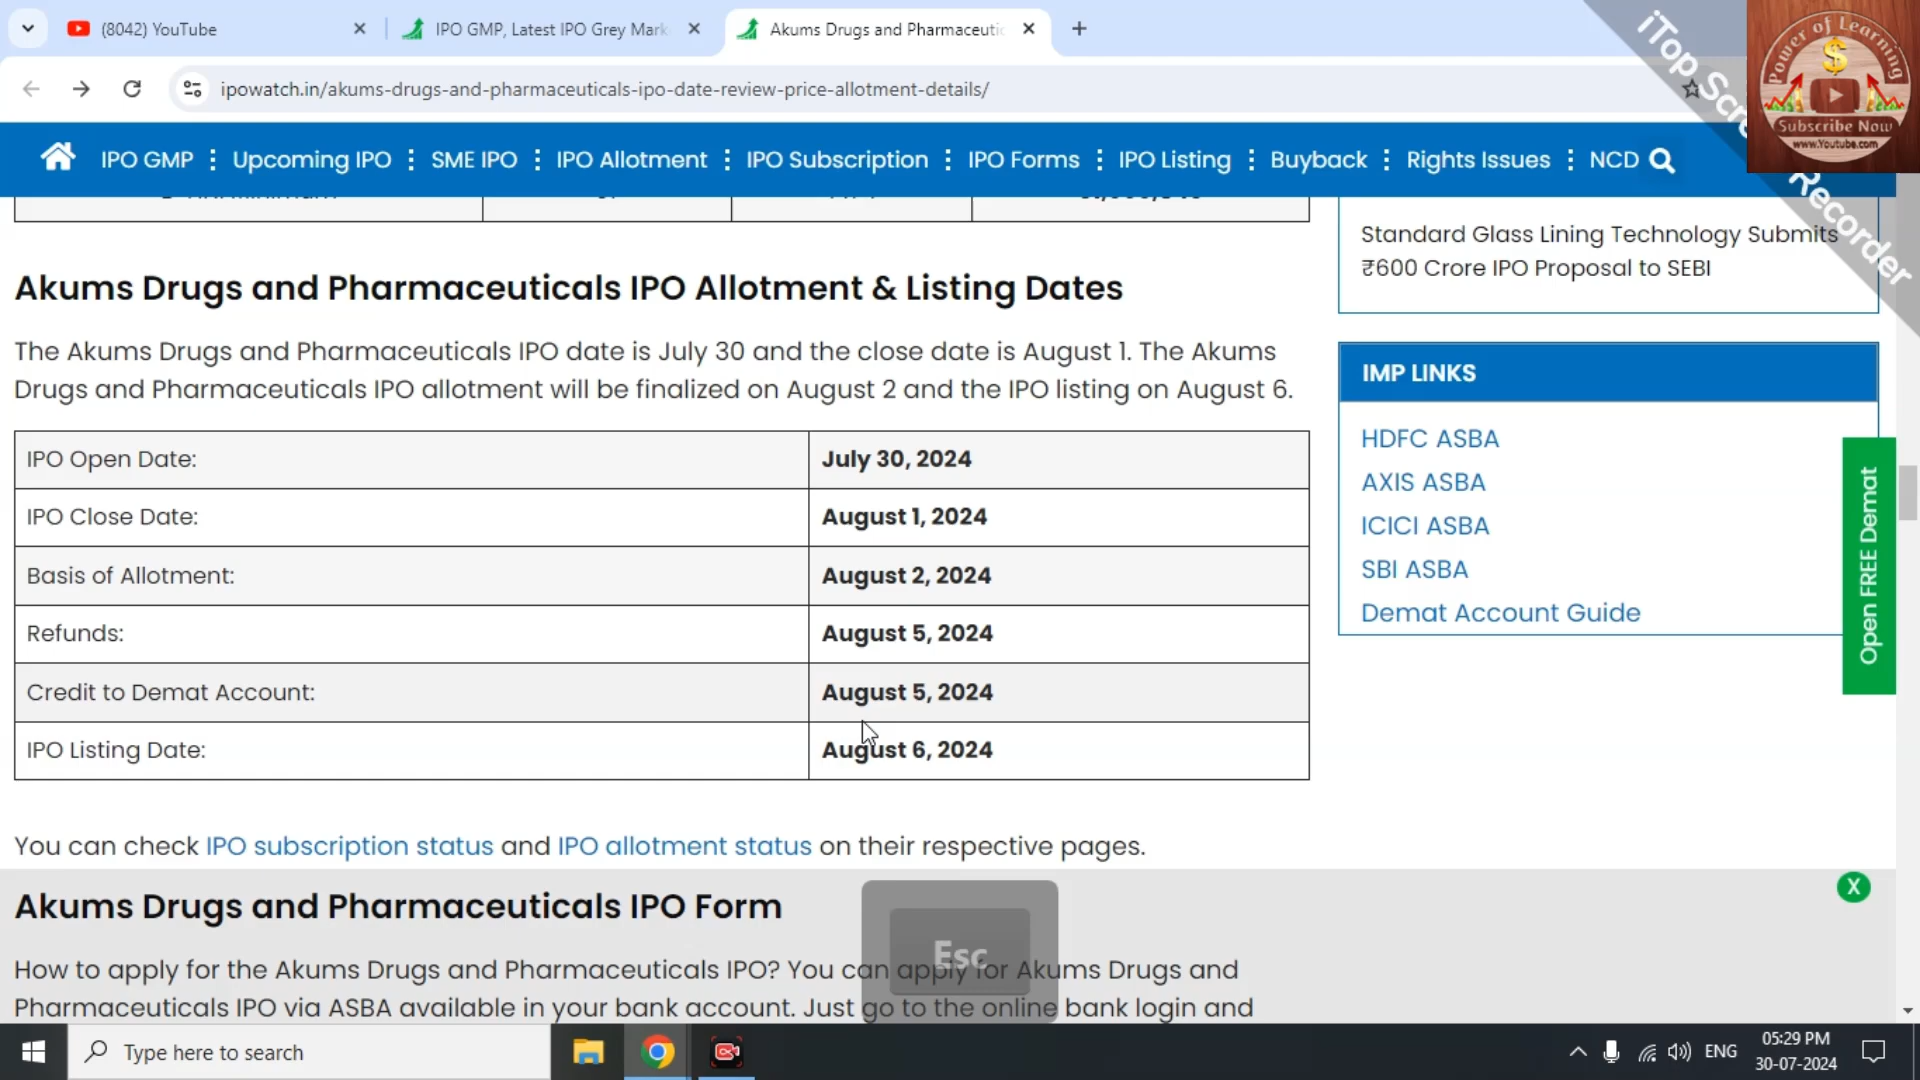 (8042) YouTube
IPO GMP, Latest IPO Grey Mark
Akums Drugs and Pharmaceutic
ipowatch.in/akums-drugs-and-pharmaceuticals-ipo-date-review-price-allotment-details/
iTop Scre
Recorder
Power of Learning
$
Subscribe Now
www.Youtube.com
IPO GMP
Upcoming IPO
SME IPO
IPO Allotment
IPO Subscription
IPO Forms
IPO Listing
Buyback
Rights Issues
NCD
Akums Drugs and Pharmaceuticals IPO Allotment & Listing Dates
The Akums Drugs and Pharmaceuticals IPO date is July 30 and the close date is August 1. The Akums
Drugs and Pharmaceuticals IPO allotment will be finalized on August 2 and the IPO listing on August 6.
IPO Open Date: July 30, 2024
IPO Close Date: August 1, 2024
Basis of Allotment: August 2, 2024
Refunds: August 5, 2024
Credit to Demat Account: August 5, 2024
IPO Listing Date: August 6, 2024
You can check IPO subscription status and IPO allotment status on their respective pages.
Akums Drugs and Pharmaceuticals IPO Form
How to apply for the Akums Drugs and Pharmaceuticals IPO? You can apply for Akums Drugs and
Pharmaceuticals IPO via ASBA available in your bank account. Just go to the online bank login and
Esc
X
Standard Glass Lining Technology Submits
₹600 Crore IPO Proposal to SEBI
IMP LINKS
HDFC ASBA
AXIS ASBA
ICICI ASBA
SBI ASBA
Demat Account Guide
Open FREE Demat
Type here to search
ENG
05:29 PM
30-07-2024